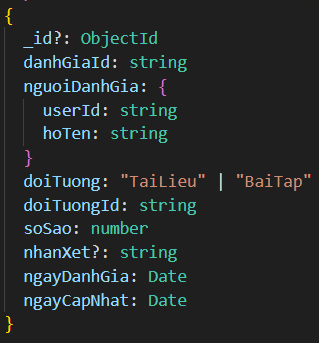 {
  _id?: ObjectId
  danhGiaId: string
  nguoiDanhGia: {
    userId: string
    hoTen: string
  }
  doiTuong: "TaiLieu" | "BaiTap"
  doiTuongId: string
  soSao: number
  nhanXet?: string
  ngayDanhGia: Date
  ngayCapNhat: Date
}